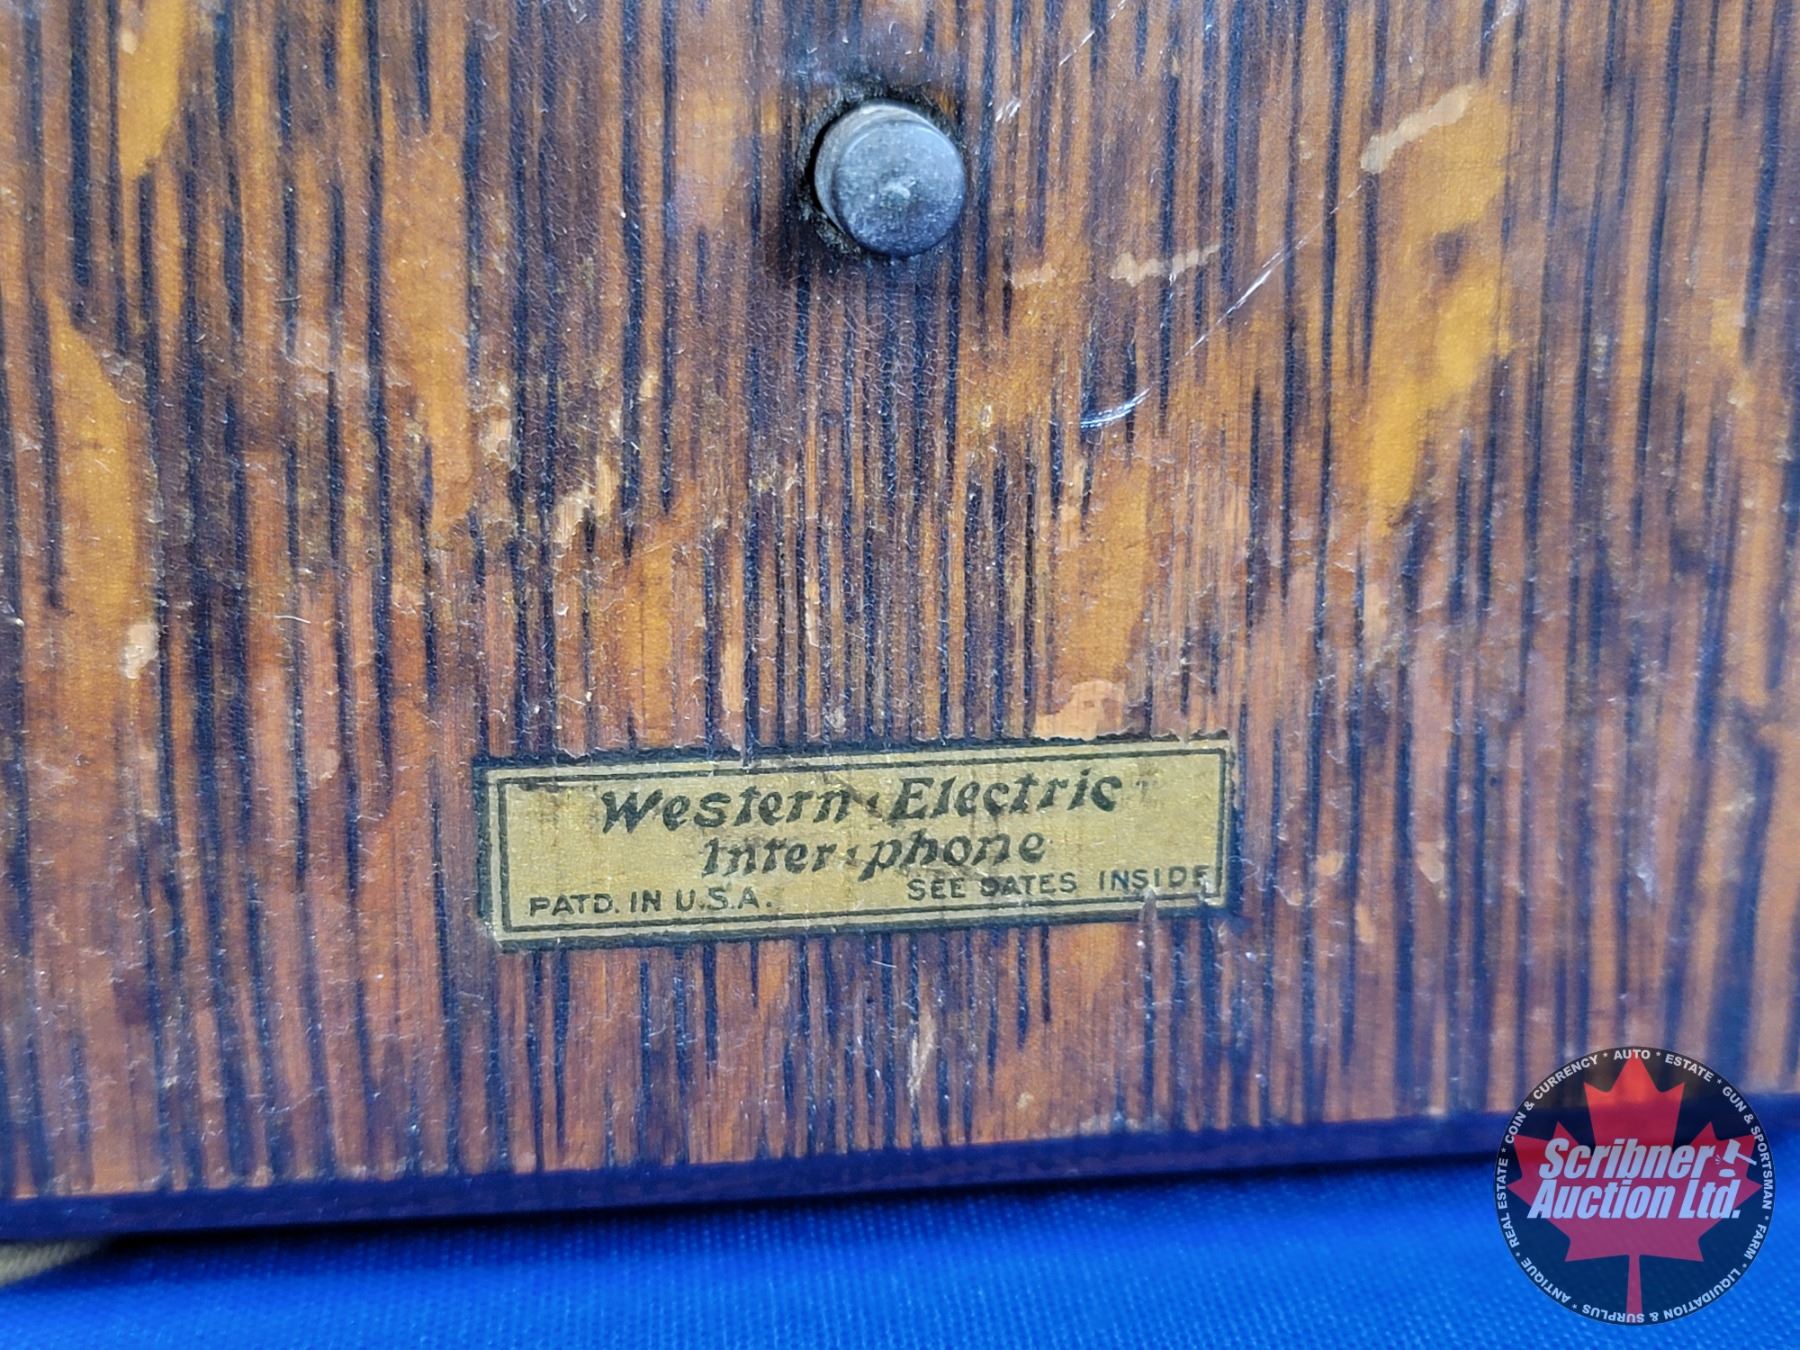 Western Electric
Inter-phone
PATD. IN U.S.A. SEE DATES INSIDE
Scribner
Auction Ltd.
COIN & CURRENCY * AUTO * ESTATE * GUN & SPORTSMAN * FARM * LIQUIDATION & SURPLUS * ANTIQUE * REAL ESTATE *